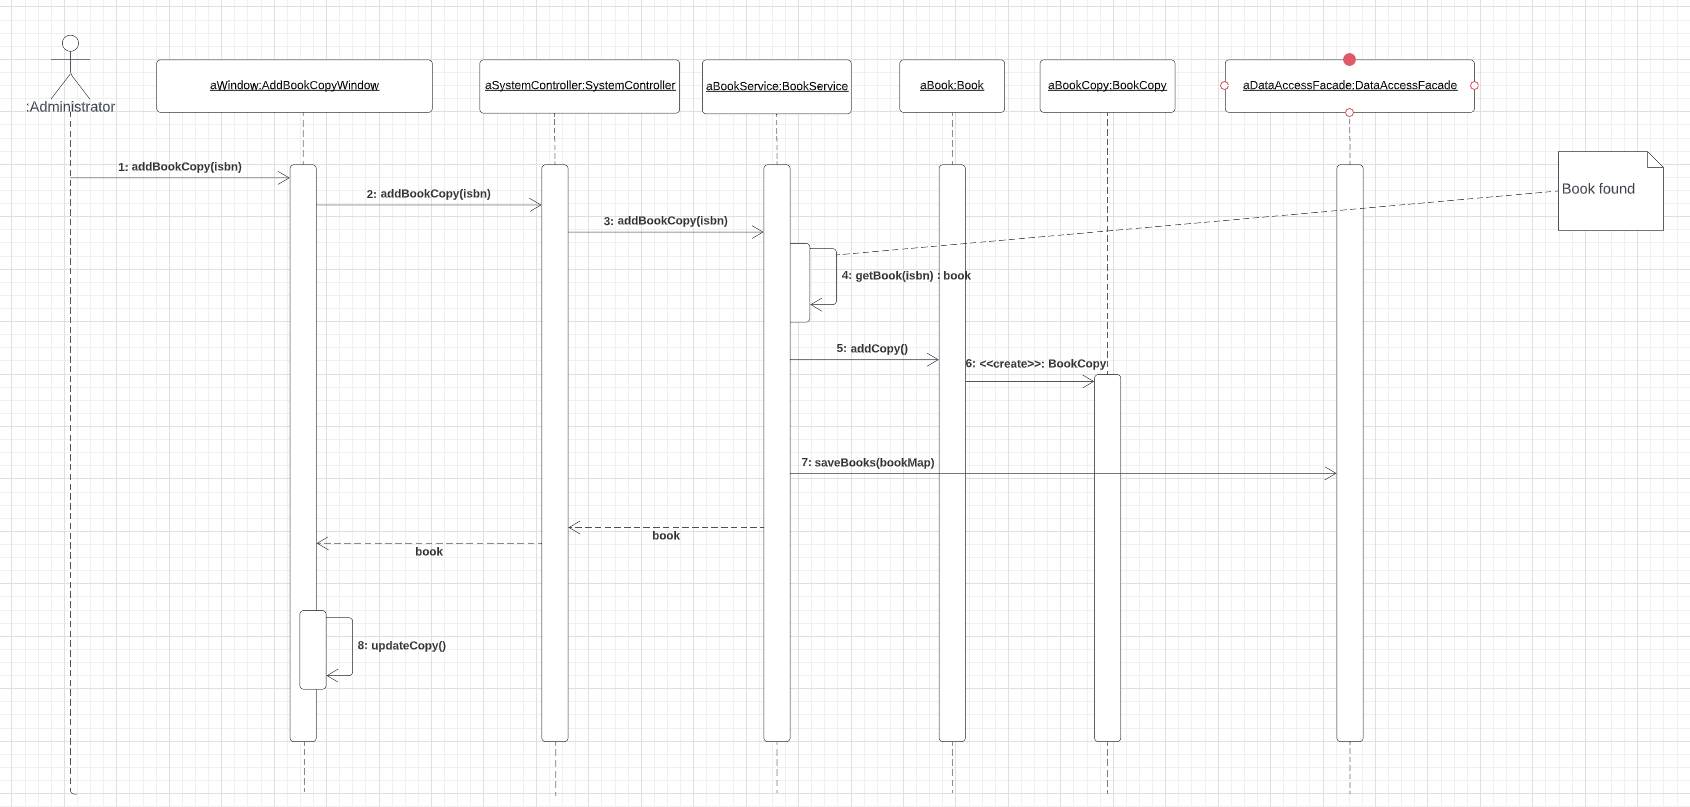 :Administrator
aWindow:AddBookCopyWindow
aSystemController:SystemController
aBookService:BookService
aBook:Book
aBookCopy:BookCopy
aDataAccessFacade:DataAccessFacade
1: addBookCopy(isbn)
2: addBookCopy(isbn)
3: addBookCopy(isbn)
Book found
4: getBook(isbn) : book
5: addCopy()
6: <<create>>: BookCopy
7: saveBooks(bookMap)
book
book
8: updateCopy()